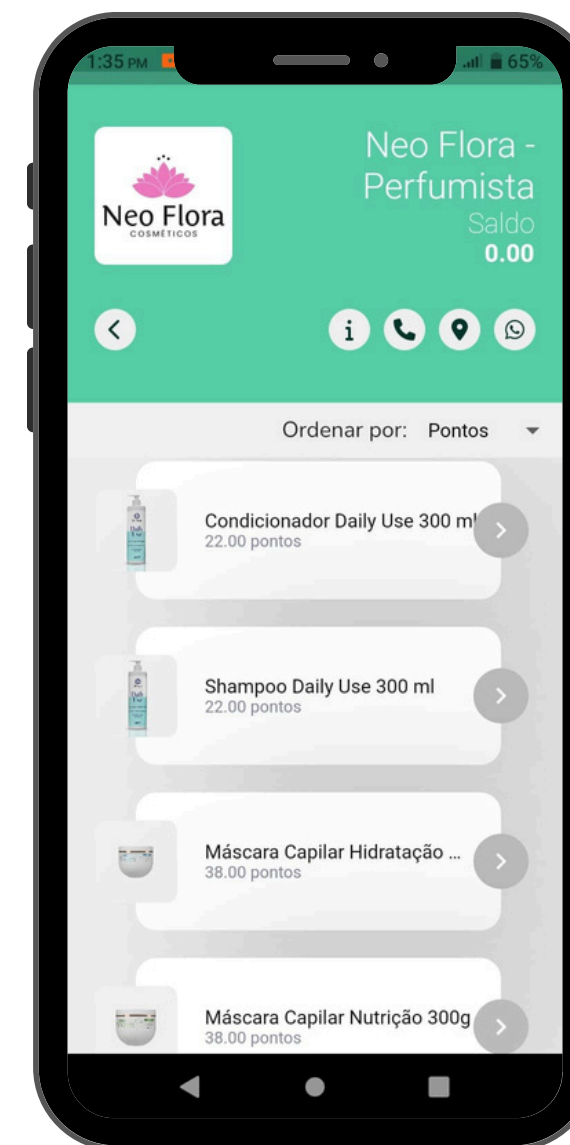 1:35 PM
65%
Neo Flora
COSMÉTICOS
Neo Flora -
Perfumista
Saldo
0.00
Ordenar por: Pontos
Condicionador Daily Use 300 ml
22.00 pontos
Shampoo Daily Use 300 ml
22.00 pontos
Máscara Capilar Hidratação ...
38.00 pontos
Máscara Capilar Nutrição 300g
38.00 pontos